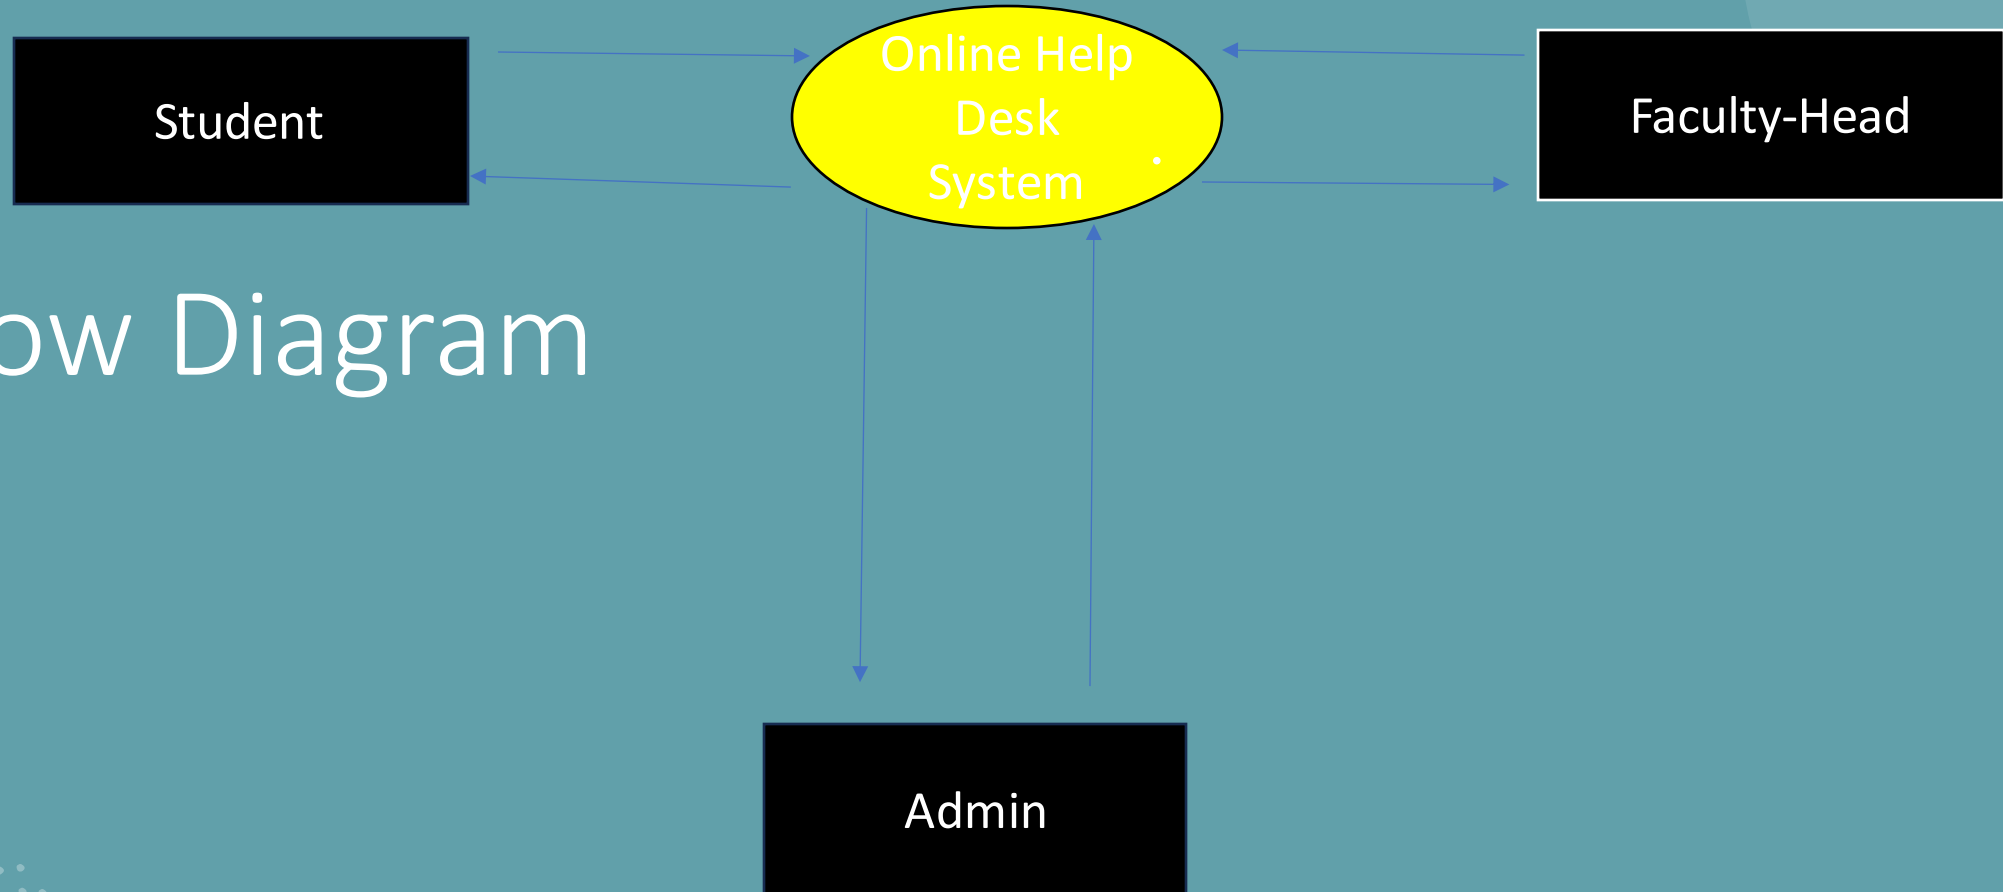 Student
Online Help
Desk
System
Faculty-Head
ow Diagram
Admin